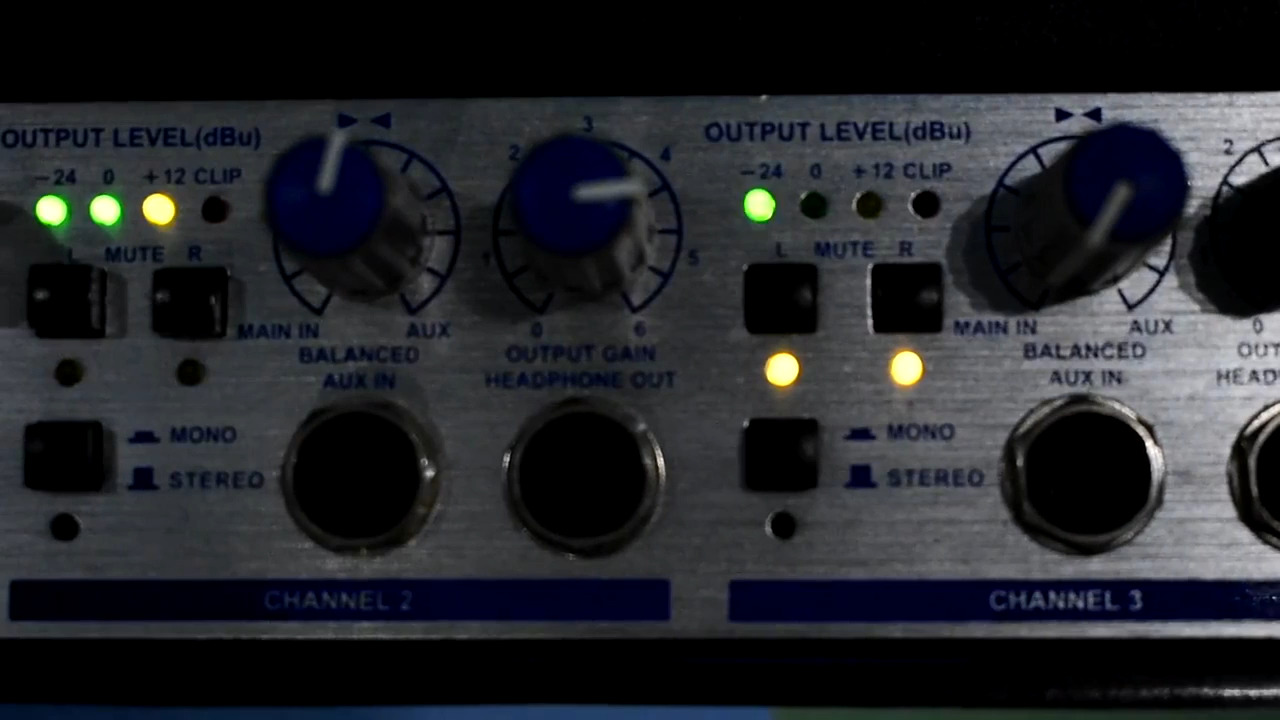 OUTPUT LEVEL(dBu)
-24 0 +12 CLIP
L MUTE R
MAIN IN AUX
BALANCED
AUX IN
MONO
STEREO
1 2 3 4 5
0 6
OUTPUT GAIN
HEADPHONE OUT
CHANNEL 2
OUTPUT LEVEL(dBu)
-24 0 +12 CLIP
L MUTE R
MAIN IN AUX
BALANCED
AUX IN
MONO
STEREO
2
0
OUT
HEAD
CHANNEL 3